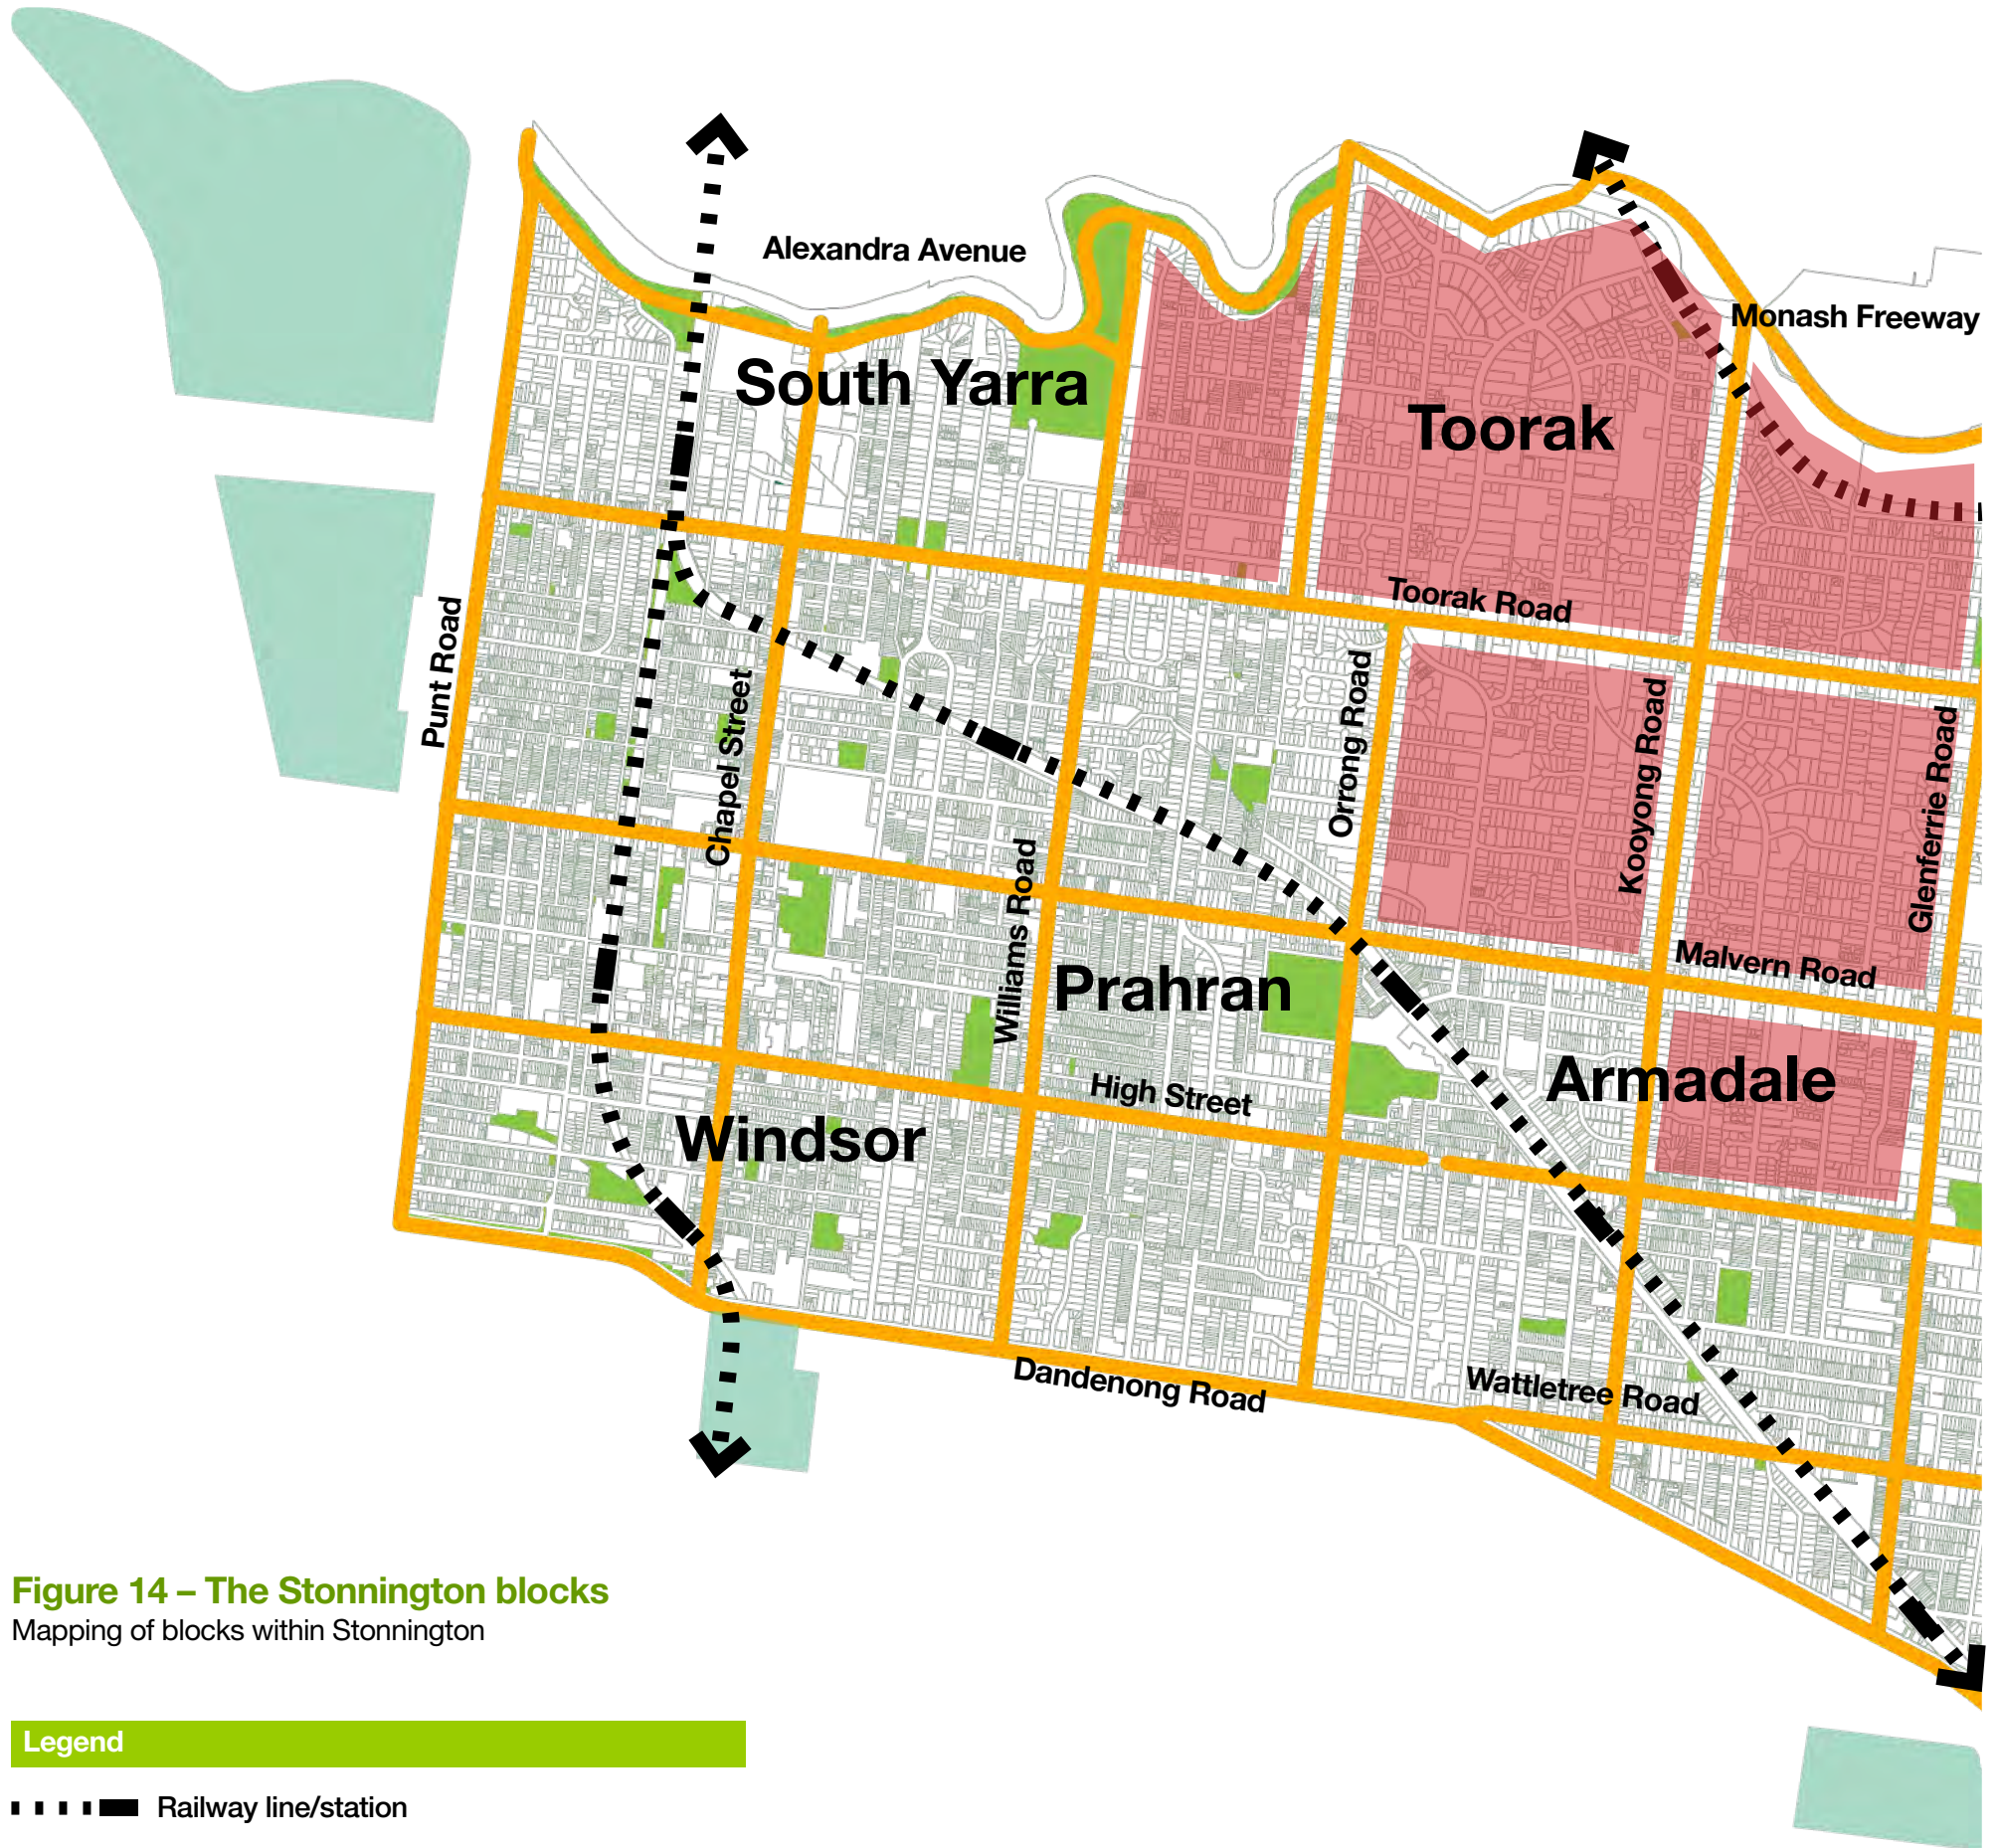 Alexandra Avenue
Monash Freeway
South Yarra
Toorak
Toorak Road
Punt Road
Chapel Street
Orrong Road
Kooyong Road
Glenferrie Road
Williams Road
Malvern Road
Prahran
Armadale
High Street
Windsor
Dandenong Road
Wattletree Road
Figure 14 – The Stonnington blocks
Mapping of blocks within Stonnington
Legend
Railway line/station